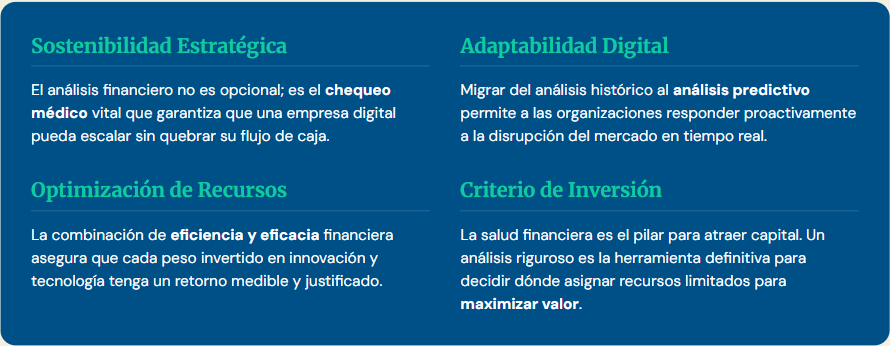 Sostenibilidad Estratégica
El análisis financiero no es opcional; es el chequeo
médico vital que garantiza que una empresa digital
pueda escalar sin quebrar su flujo de caja.
Adaptabilidad Digital
Migrar del análisis histórico al análisis predictivo
permite a las organizaciones responder proactivamente
a la disrupción del mercado en tiempo real.
Optimización de Recursos
La combinación de eficiencia y eficacia financiera
asegura que cada peso invertido en innovación y
tecnología tenga un retorno medible y justificado.
Criterio de Inversión
La salud financiera es el pilar para atraer capital. Un
análisis riguroso es la herramienta definitiva para
decidir dónde asignar recursos limitados para
maximizar valor.